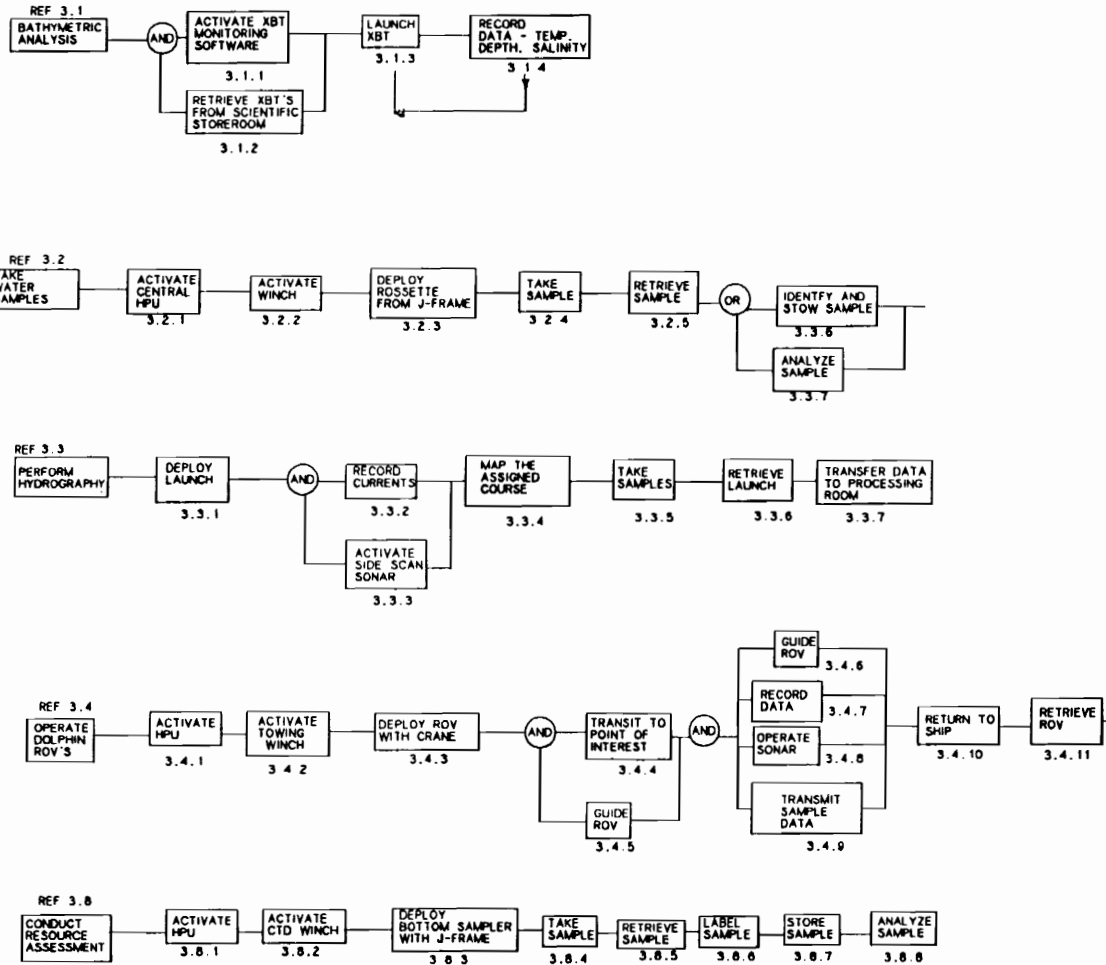 REF 3.1
BATHYMETRIC
ANALYSIS
AND
ACTIVATE XBT
MONITORING
SOFTWARE
3.1.1
RETRIEVE XBT'S
FROM SCIENTIFIC
STOREROOM
3.1.2
LAUNCH
XBT
3.1.3
RECORD
DATA - TEMP,
DEPTH, SALINITY
3.1.4
REF 3.2
AKE
WATER
SAMPLES
ACTIVATE
CENTRAL
HPU
3.2.1
ACTIVATE
WINCH
3.2.2
DEPLOY
ROSSETTE
FROM J-FRAME
3.2.3
TAKE
SAMPLE
3.2.4
RETRIEVE
SAMPLE
3.2.5
OR
IDENTFY AND
STOW SAMPLE
3.3.6
ANALYZE
SAMPLE
3.3.7
REF 3.3
PERFORM
HYDROGRAPHY
DEPLOY
LAUNCH
3.3.1
AND
RECORD
CURRENTS
3.3.2
ACTIVATE
SIDE SCAN
SONAR
3.3.3
MAP THE
ASSIGNED
COURSE
3.3.4
TAKE
SAMPLES
3.3.5
RETRIEVE
LAUNCH
3.3.6
TRANSFER DATA
TO PROCESSING
ROOM
3.3.7
REF 3.4
OPERATE
DOLPHIN
ROV'S
ACTIVATE
HPU
3.4.1
ACTIVATE
TOWING
WINCH
3.4.2
DEPLOY ROV
WITH CRANE
3.4.3
AND
TRANSIT TO
POINT OF
INTEREST
3.4.4
GUIDE
ROV
3.4.5
AND
GUIDE
ROV
3.4.6
RECORD
DATA
3.4.7
OPERATE
SONAR
3.4.8
TRANSMIT
SAMPLE
DATA
3.4.9
RETURN TO
SHIP
3.4.10
RETRIEVE
ROV
3.4.11
REF 3.8
CONDUCT
RESOURCE
ASSESSMENT
ACTIVATE
HPU
3.8.1
ACTIVATE
CTD WINCH
3.8.2
DEPLOY
BOTTOM SAMPLER
WITH J-FRAME
3.8.3
TAKE
SAMPLE
3.8.4
RETRIEVE
SAMPLE
3.8.5
LABEL
SAMPLE
3.8.6
STORE
SAMPLE
3.8.7
ANALYZE
SAMPLE
3.8.8